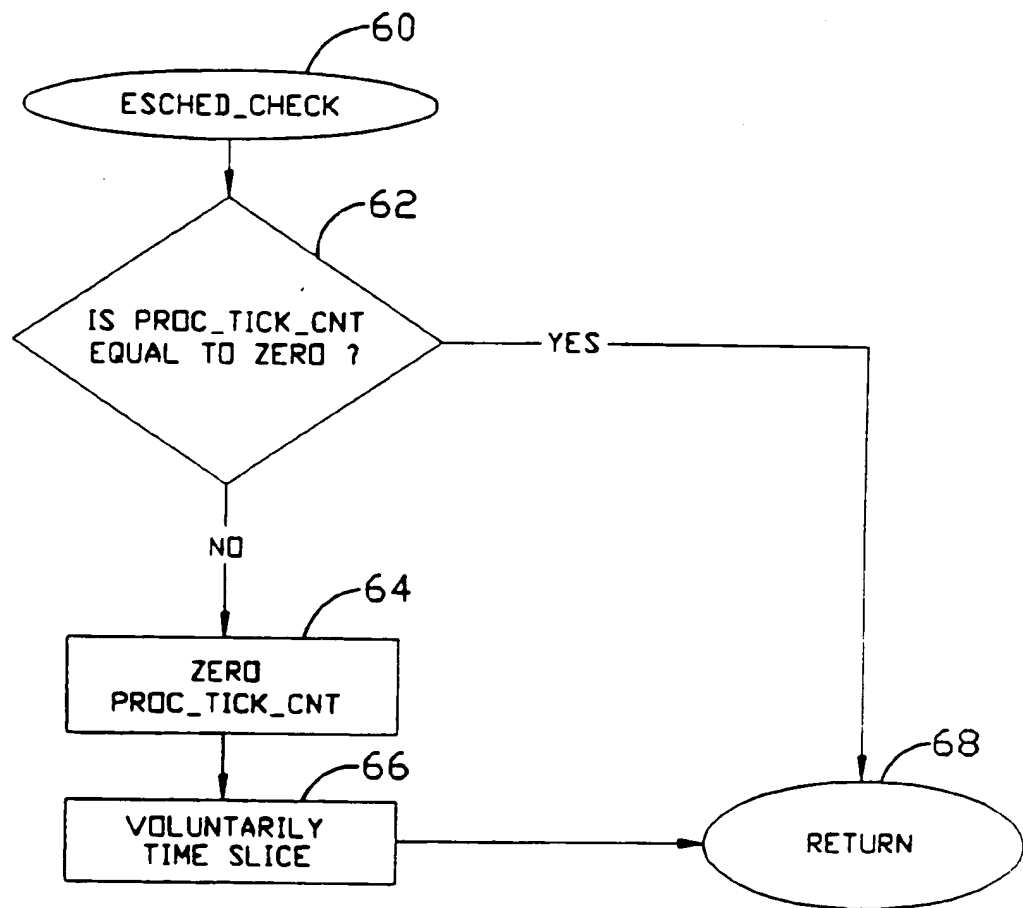 60
ESCHED_CHECK
62
IS PROC_TICK_CNT
EQUAL TO ZERO ?
YES
NO
64
ZERO
PROC_TICK_CNT
66
VOLUNTARILY
TIME SLICE
68
RETURN